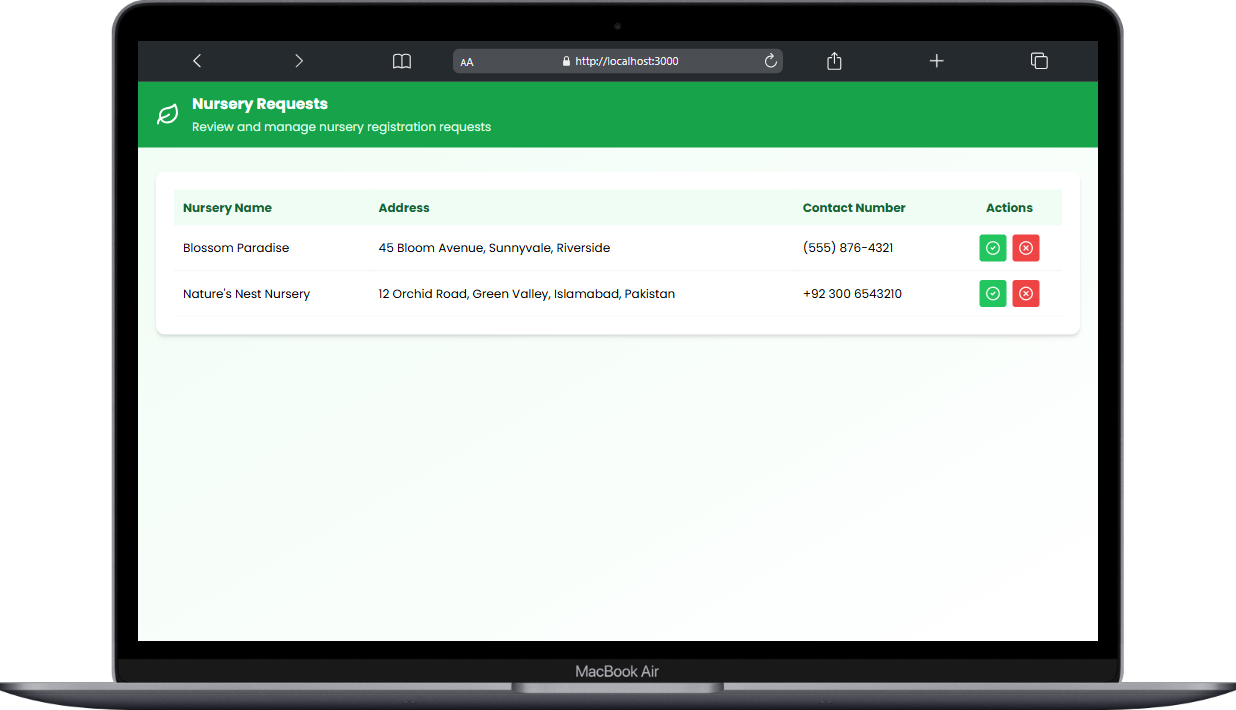 AA http://localhost:3000
Nursery Requests
Review and manage nursery registration requests
Nursery Name Address Contact Number Actions
Blossom Paradise 45 Bloom Avenue, Sunnyvale, Riverside (555) 876-4321
Nature's Nest Nursery 12 Orchid Road, Green Valley, Islamabad, Pakistan +92 300 6543210
MacBook Air